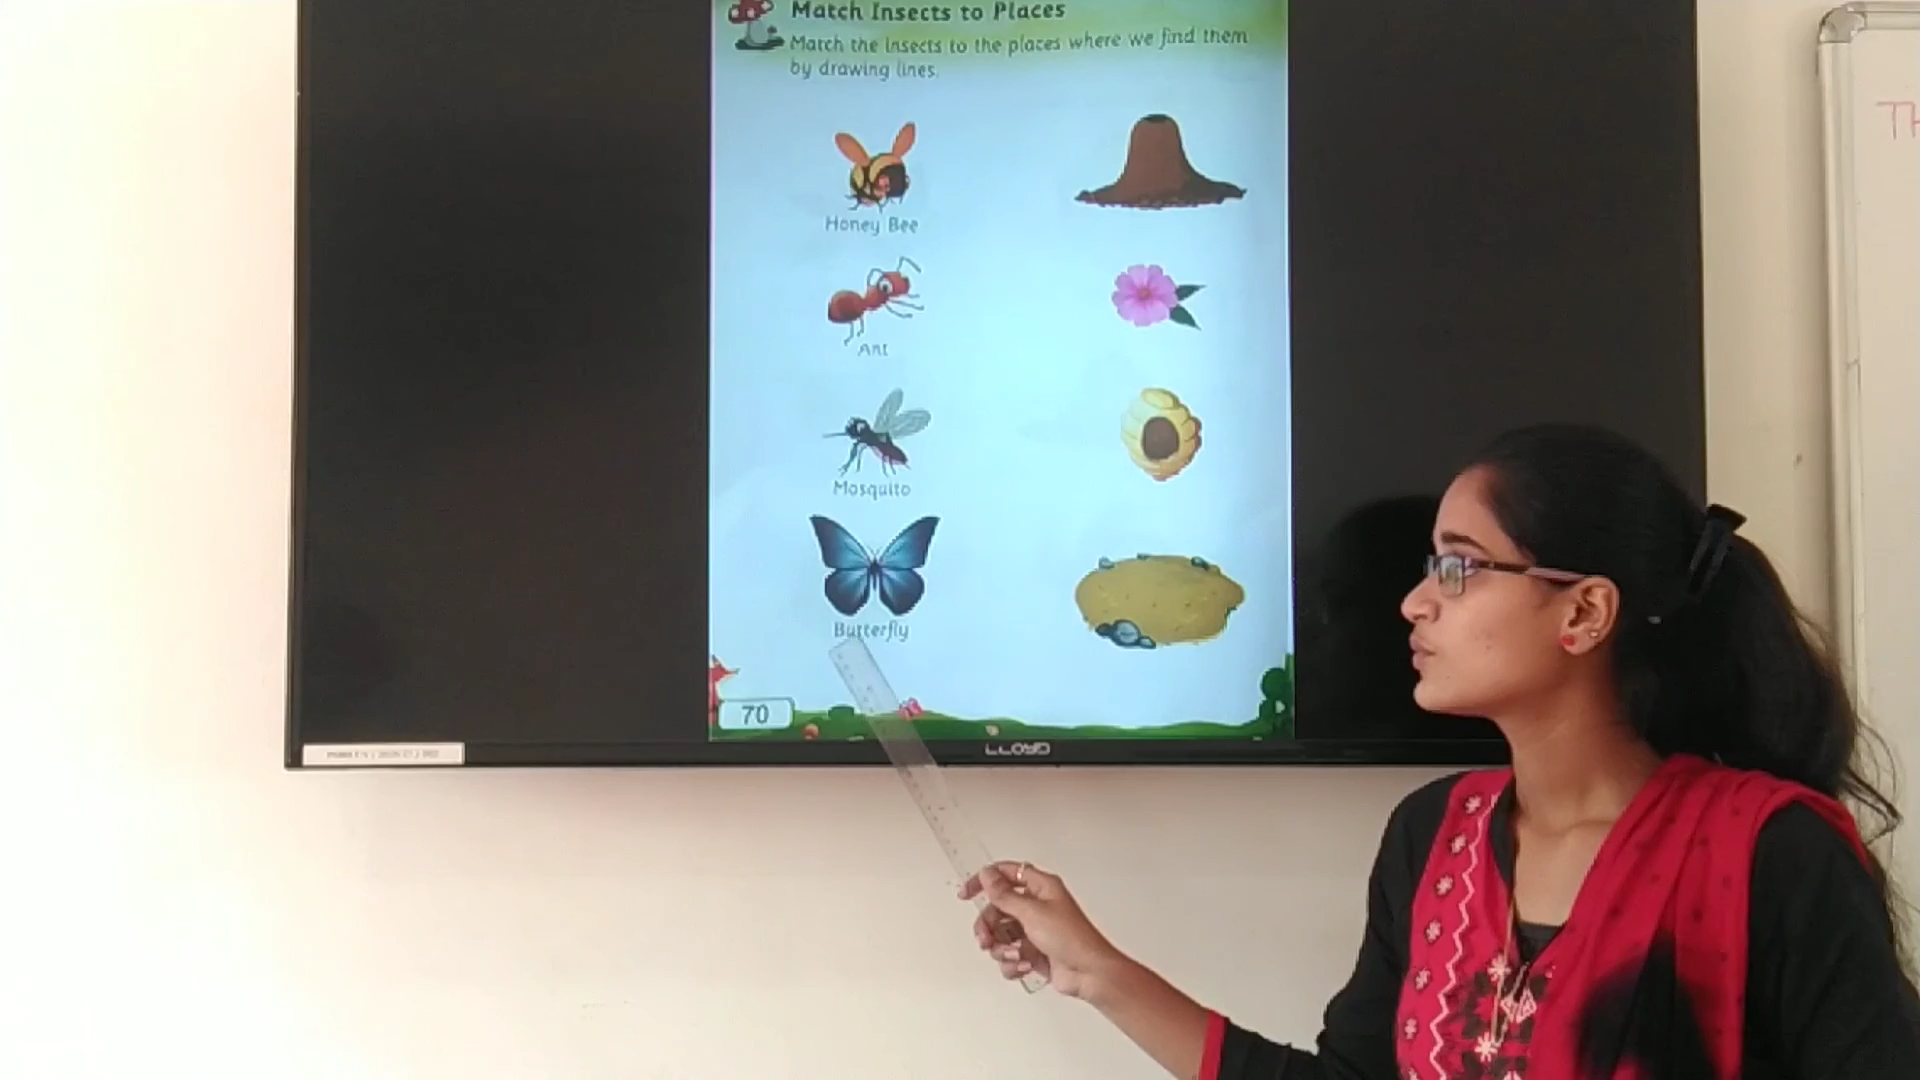 Match Insects to Places
Match the insects to the places where we find them
by drawing lines.
Honey Bee
Ant
Mosquito
Butterfly
70
LLOYD
TH